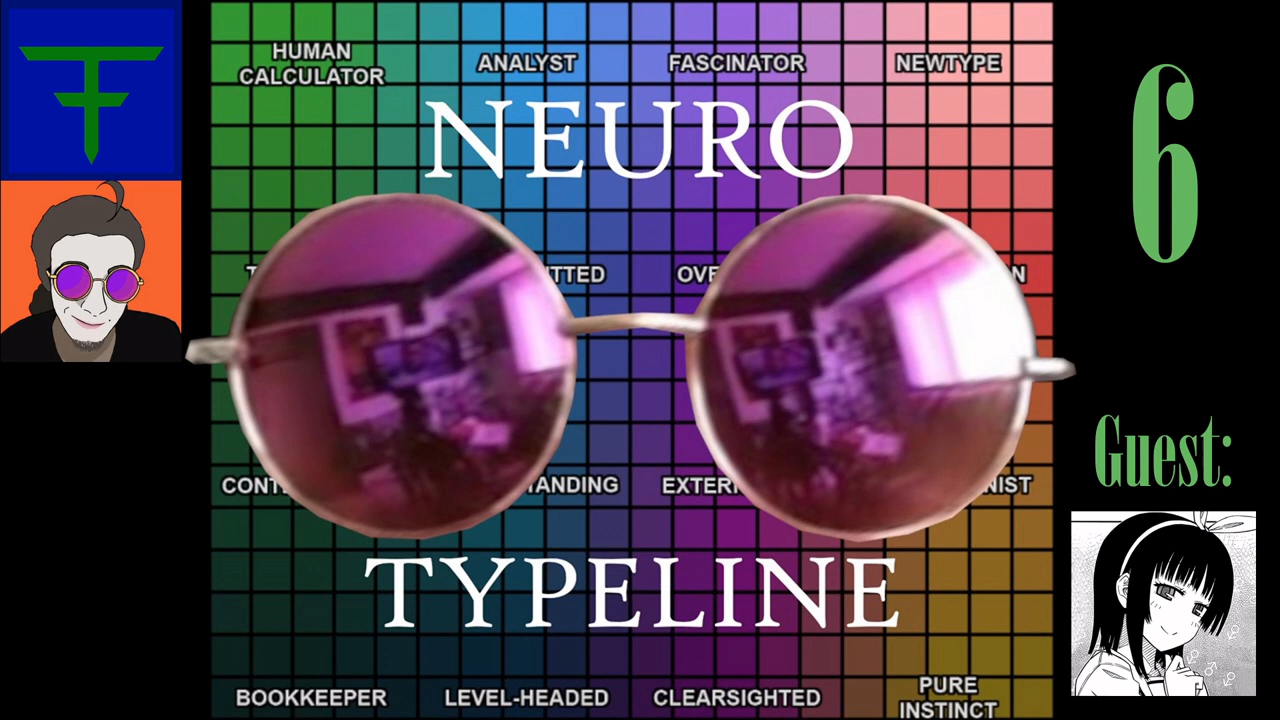 HUMAN
CALCULATOR
ANALYST
FASCINATOR
NEWTYPE
NEURO
6
TYPELINE
Guest:
BOOKKEEPER
LEVEL-HEADED
CLEARSIGHTED
PURE
INSTINCT